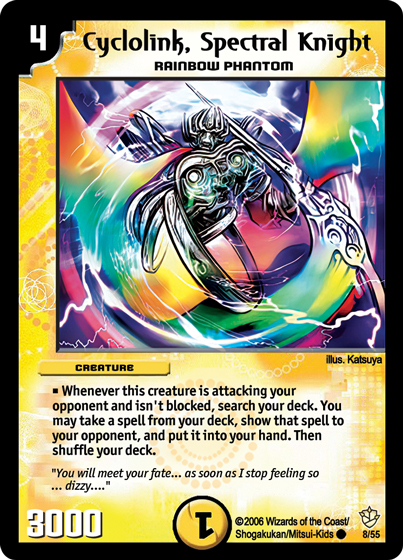 4
Cyclolink, Spectral Knight
RAINBOW PHANTOM
illus. Katsuya
CREATURE
▪ Whenever this creature is attacking your
opponent and isn't blocked, search your deck. You
may take a spell from your deck, show that spell to
your opponent, and put it into your hand. Then
shuffle your deck.
"You will meet your fate... as soon as I stop feeling so
... dizzy...."
3000
1
©2006 Wizards of the Coast/
Shogakukan/Mitsui-Kids
8/55